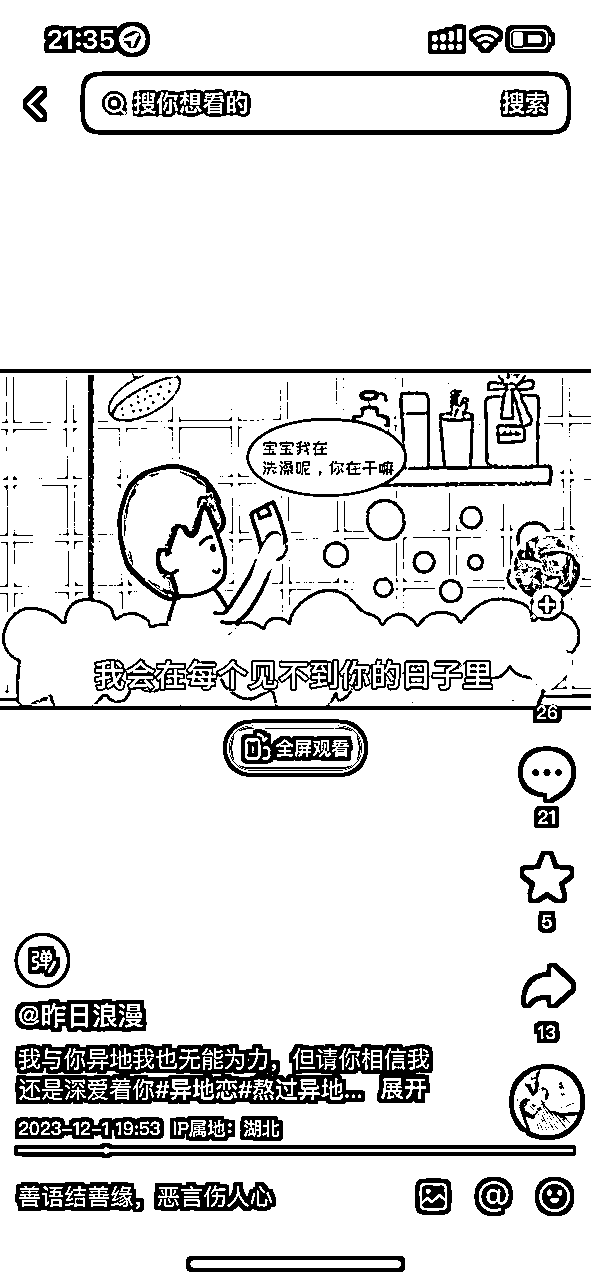 21:35
搜你想看的
搜索
宝宝我在
洗澡呢，你在干嘛
我会在每个见不到你的日子里
26
全屏观看
21
5
弹
13
@昨日浪漫
我与你异地我也无能为力，但请你相信我
还是深爱着你#异地恋#熬过异地... 展开
2023-12-1 19:53 IP属地：湖北
善语结善缘，恶言伤人心